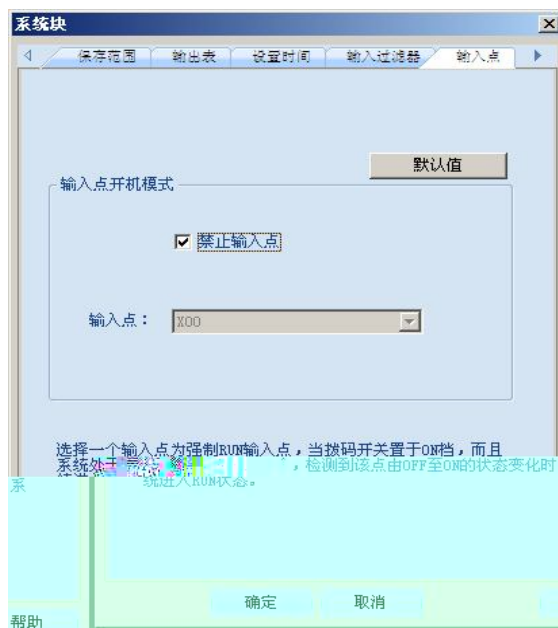 系统块
保存范围 输出表 设置时间 输入过滤器 输入点
默认值
输入点开机模式
禁止输入点
输入点： X00
选择一个输入点为强制RUN输入点，当拨码开关置于ON档，而且
系统处于
，检测到该点由OFF至ON的状态变化时
系
统进入RUN状态。
确定 取消
帮助